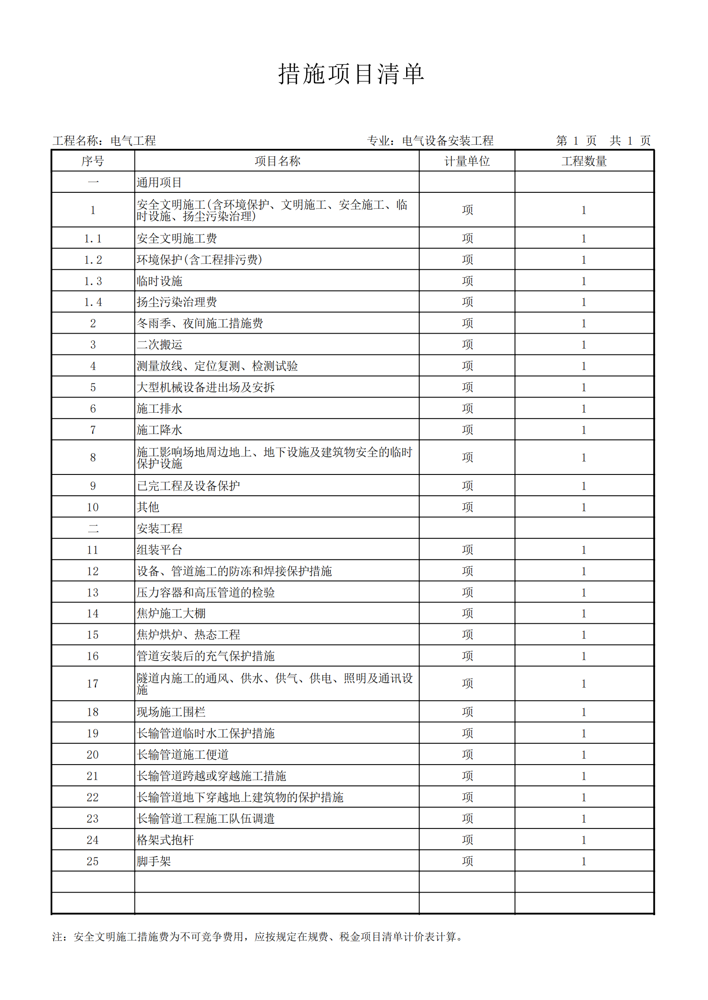 措施项目清单
工程名称：电气工程 专业：电气设备安装工程 第 1 页 共 1 页
序号 项目名称 计量单位 工程数量
一 通用项目
1 安全文明施工(含环境保护、文明施工、安全施工、临
时设施、扬尘污染治理) 项 1
1.1 安全文明施工费 项 1
1.2 环境保护(含工程排污费) 项 1
1.3 临时设施 项 1
1.4 扬尘污染治理费 项 1
2 冬雨季、夜间施工措施费 项 1
3 二次搬运 项 1
4 测量放线、定位复测、检测试验 项 1
5 大型机械设备进出场及安拆 项 1
6 施工排水 项 1
7 施工降水 项 1
8 施工影响场地周边地上、地下设施及建筑物安全的临时
保护设施 项 1
9 已完工程及设备保护 项 1
10 其他 项 1
二 安装工程
11 组装平台 项 1
12 设备、管道施工的防冻和焊接保护措施 项 1
13 压力容器和高压管道的检验 项 1
14 焦炉施工大棚 项 1
15 焦炉烘炉、热态工程 项 1
16 管道安装后的充气保护措施 项 1
17 隧道内施工的通风、供水、供气、供电、照明及通讯设
施 项 1
18 现场施工围栏 项 1
19 长输管道临时水工保护措施 项 1
20 长输管道施工便道 项 1
21 长输管道跨越或穿越施工措施 项 1
22 长输管道地下穿越地上建筑物的保护措施 项 1
23 长输管道工程施工队伍调遣 项 1
24 格架式抱杆 项 1
25 脚手架 项 1
注：安全文明施工措施费为不可竞争费用，应按规定在规费、税金项目清单计价表计算。